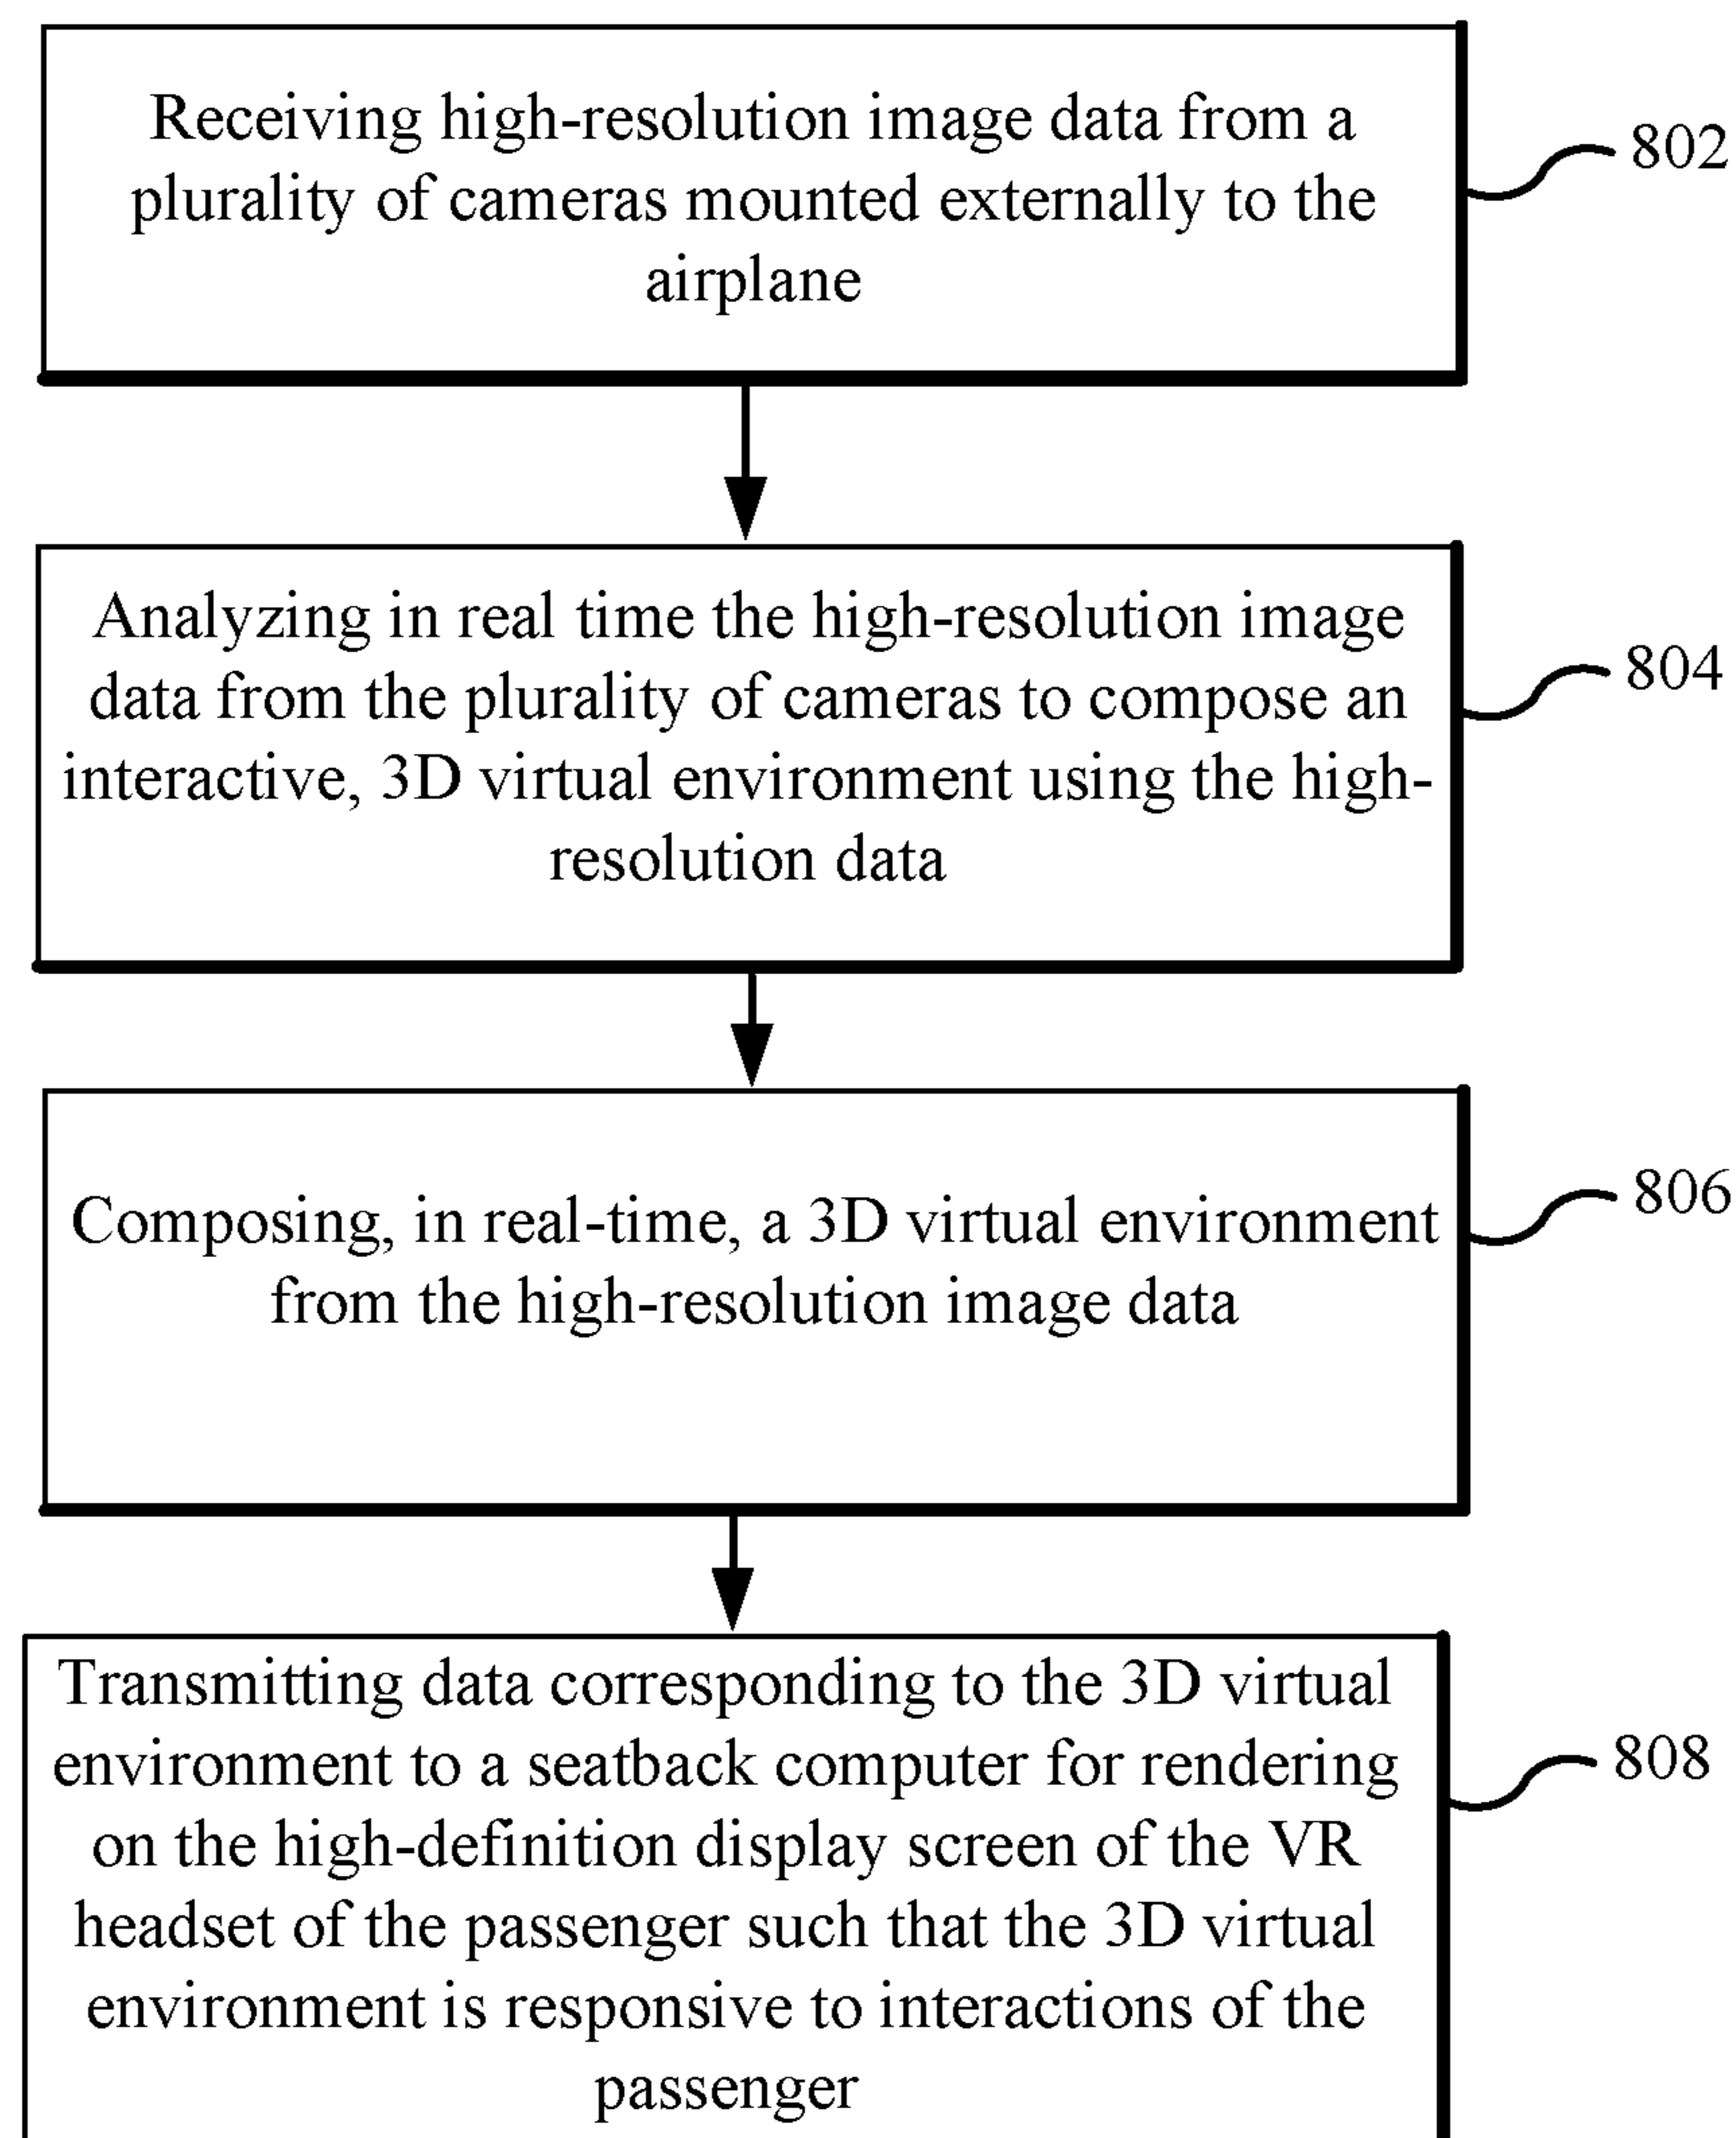 Receiving high-resolution image data from a
plurality of cameras mounted externally to the
airplane
802
Analyzing in real time the high-resolution image
data from the plurality of cameras to compose an
interactive, 3D virtual environment using the high-
resolution data
804
Composing, in real-time, a 3D virtual environment
from the high-resolution image data
806
Transmitting data corresponding to the 3D virtual
environment to a seatback computer for rendering
on the high-definition display screen of the VR
headset of the passenger such that the 3D virtual
environment is responsive to interactions of the
passenger
808